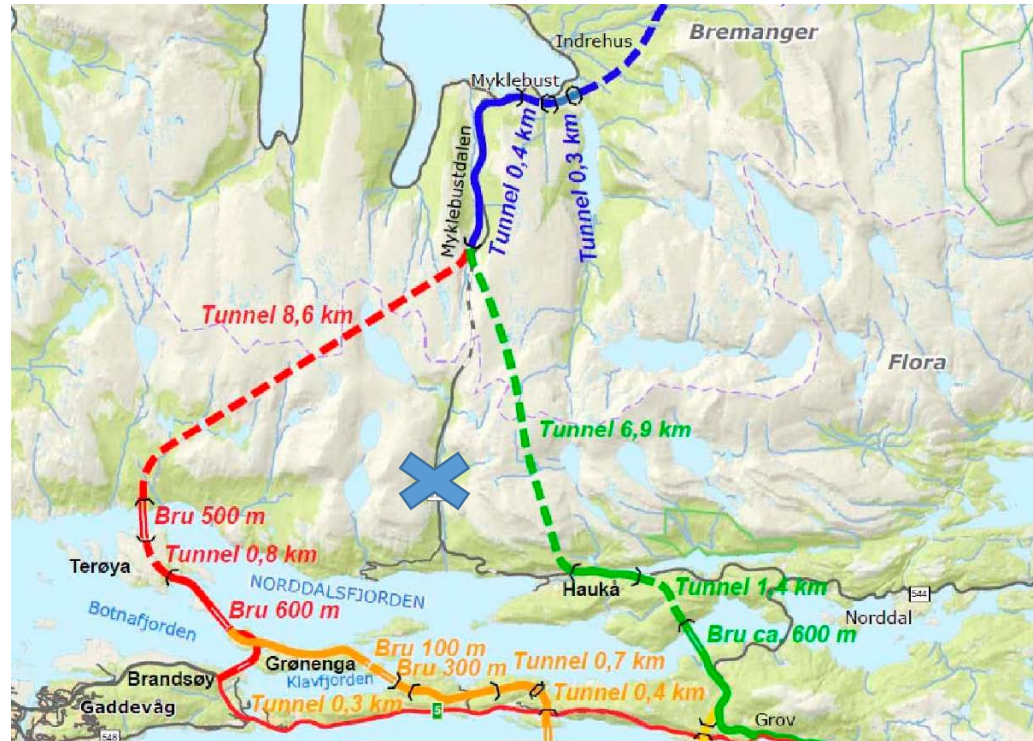 Indrehus
Bremanger
Myklebust
Myklebustdalen
Tunnel 0,4 km
Tunnel 0,3 km
Tunnel 8,6 km
Flora
Tunnel 6,9 km
Bru 500 m
Tunnel 0,8 km
Terøya
NORDDALSFJORDEN
Haukå
Tunnel 1,4 km
544
Botnafjorden
Bru 600 m
Norddal
Bru ca. 600 m
Bru 100 m
Grønenga
Bru 300 m
Tunnel 0,7 km
Brandsøy
Klavfjorden
Gaddevåg
Tunnel 0,3 km
Tunnel 0,4 km
5
Grov
548